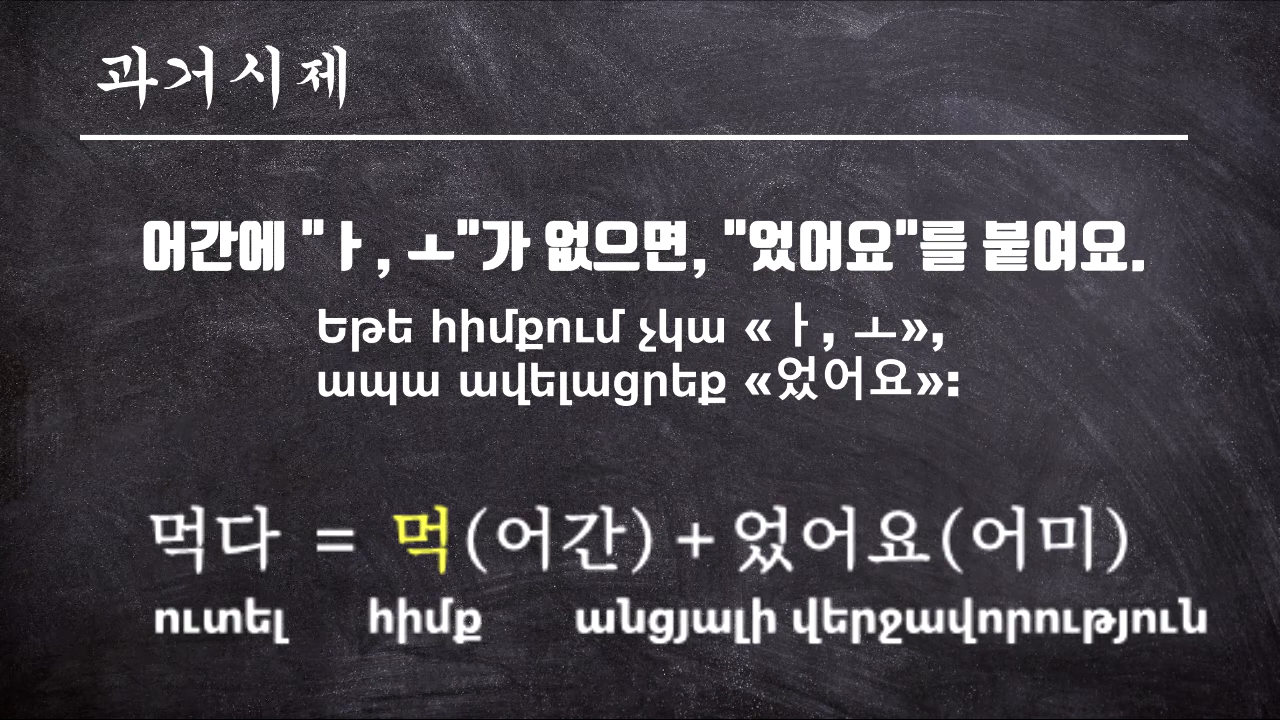 과거시제
어간에 "ㅏ, ㅗ"가 없으면, "었어요"를 붙여요.
Եթե հիմքում չկա «ㅏ, ㅗ»,
ապա ավելացրեք «었어요»:
먹다 = 먹(어간)+었어요(어미)
ուտել հիմք անցյալի վերջավորություն